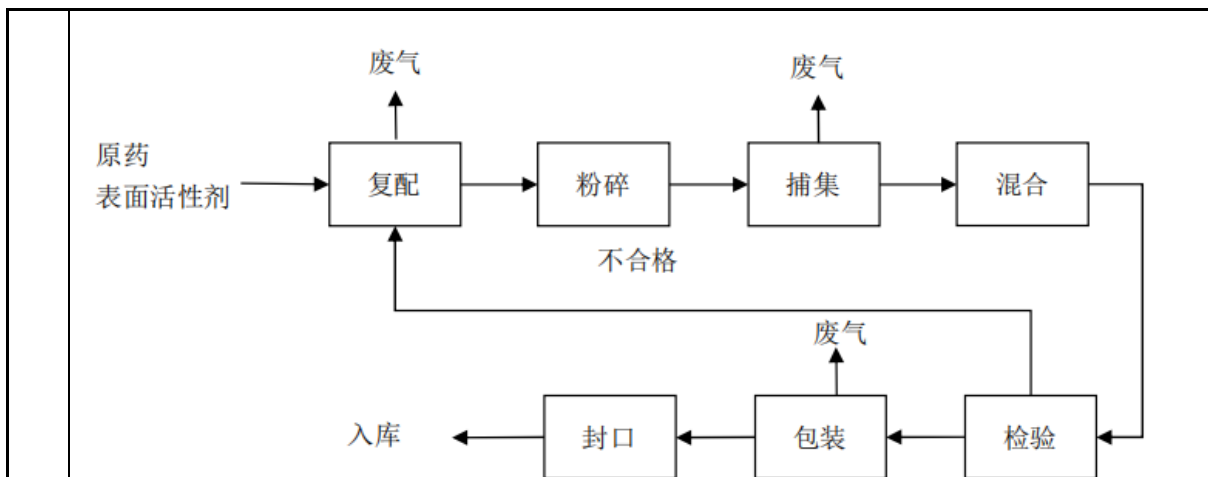 废气
废气
原药
表面活性剂
复配
粉碎
捕集
混合
不合格
废气
入库
封口
包装
检验